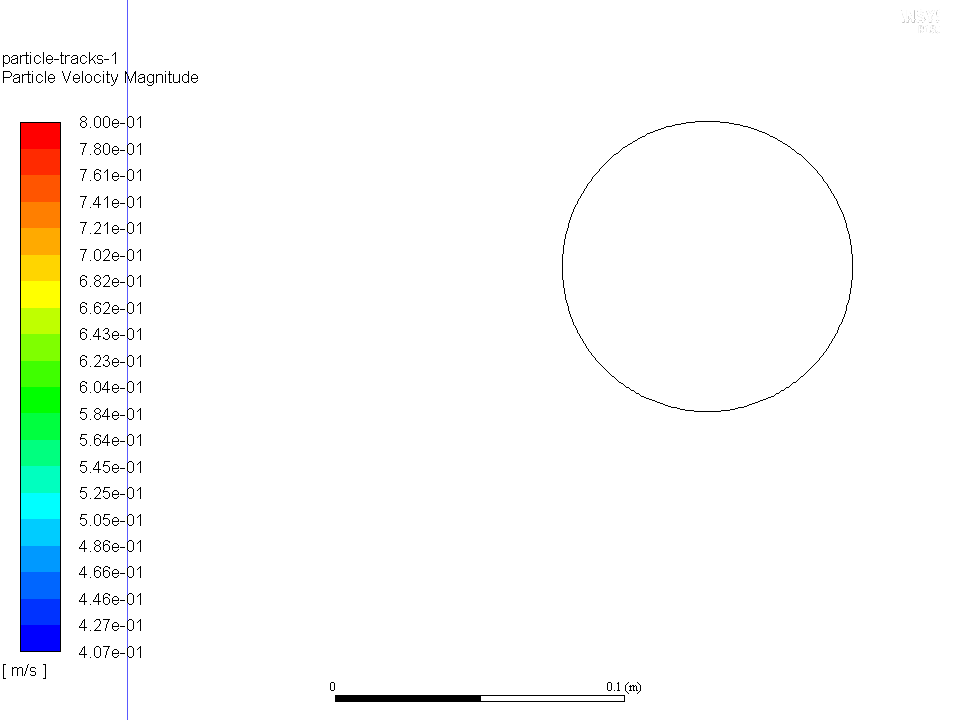 particle-tracks-1
Particle Velocity Magnitude
8.00e-01
7.80e-01
7.61e-01
7.41e-01
7.21e-01
7.02e-01
6.82e-01
6.62e-01
6.43e-01
6.23e-01
6.04e-01
5.84e-01
5.64e-01
5.45e-01
5.25e-01
5.05e-01
4.86e-01
4.66e-01
4.46e-01
4.27e-01
4.07e-01
[ m/s ]
0 0.1 (m)